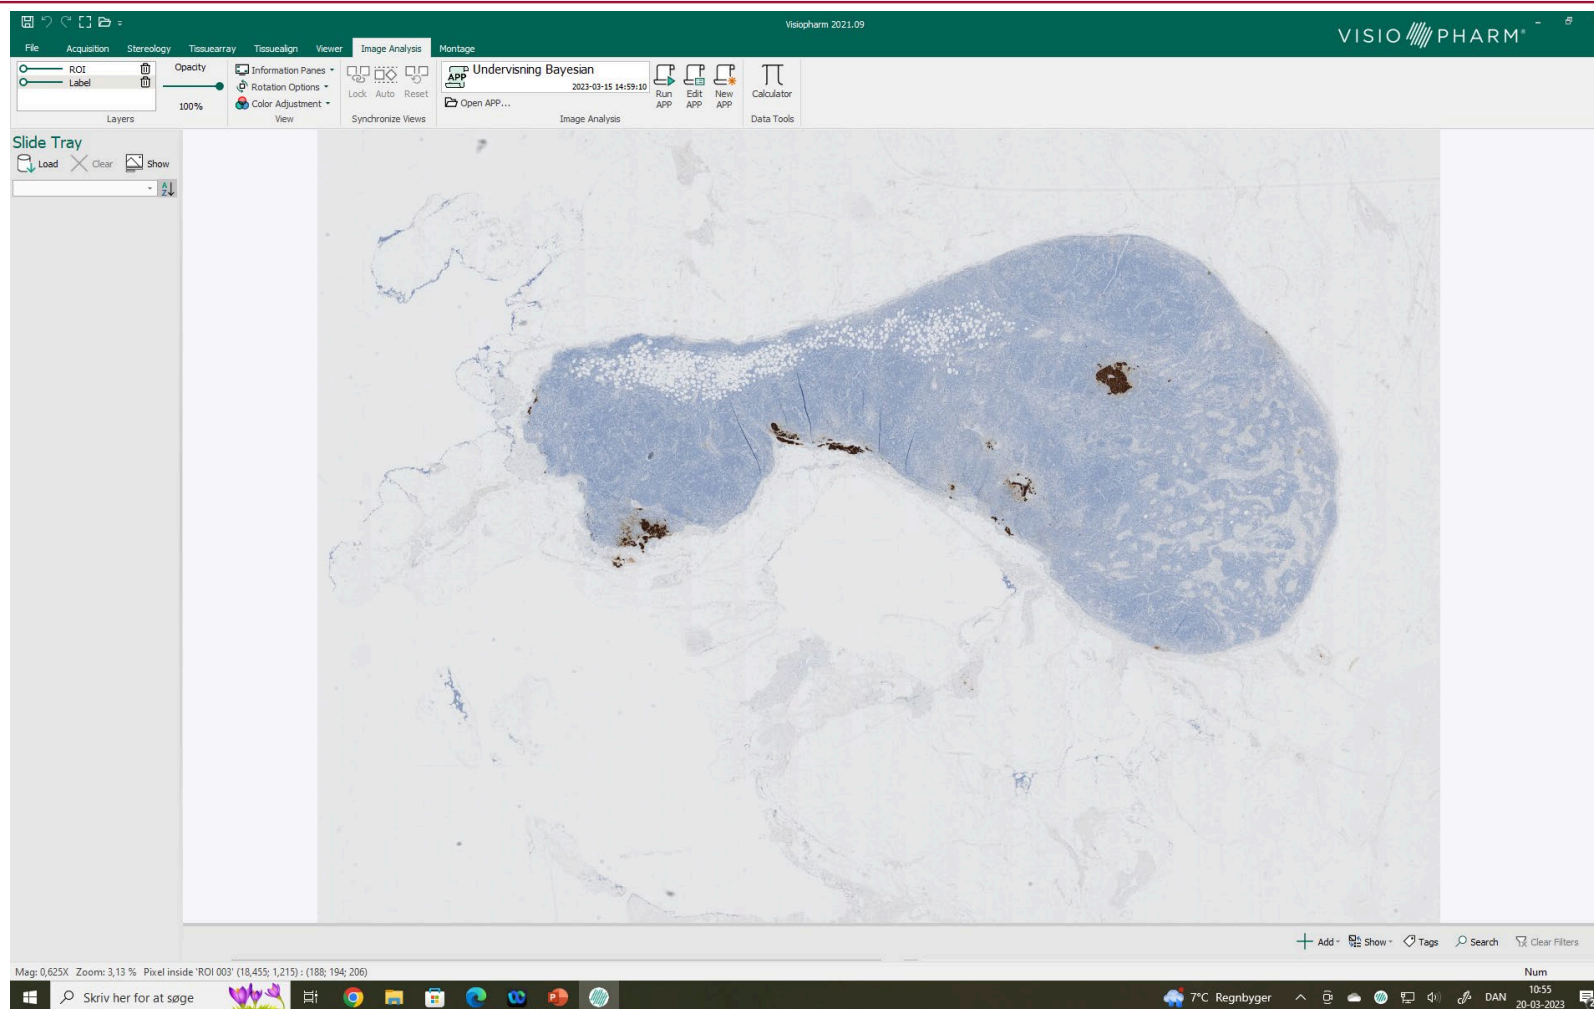 Visiopharm 2021.09
VISIO PHARM®
File Acquisition Stereology Tissuearray Tissuealign Viewer Image Analysis Montage
ROI
Label
Layers
Opacity
100%
Information Panes
Rotation Options
Color Adjustment
View
Lock Auto Reset
Synchronize Views
APP Undervisning Bayesian
2023-03-15 14:59:10
Open APP...
Run APP
Edit APP
New APP
Image Analysis
Calculator
Data Tools
Slide Tray
Load Clear Show
A
Z
Add Show Tags Search Clear Filters
Mag: 0,625X Zoom: 3,13 % Pixel inside 'ROI 003' (18,455; 1,215) : (188; 194; 206)
Num
Skriv her for at søge
7°C Regnbyger
DAN
10:55
20-03-2023
2